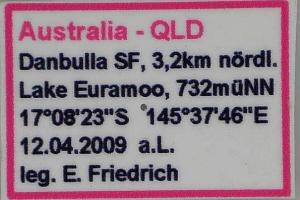 Australia - QLD
Danbulla SF, 3,2km nördl.
Lake Euramoo, 732müNN
17°08'23"S 145°37'46"E
12.04.2009 a.L.
leg. E. Friedrich